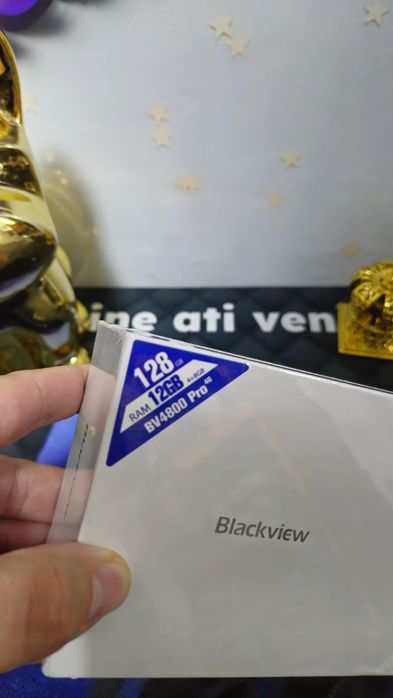 ine ati ven
128 GB
RAM 12GB 4+8GB
BV4800 Pro 4G
Blackview